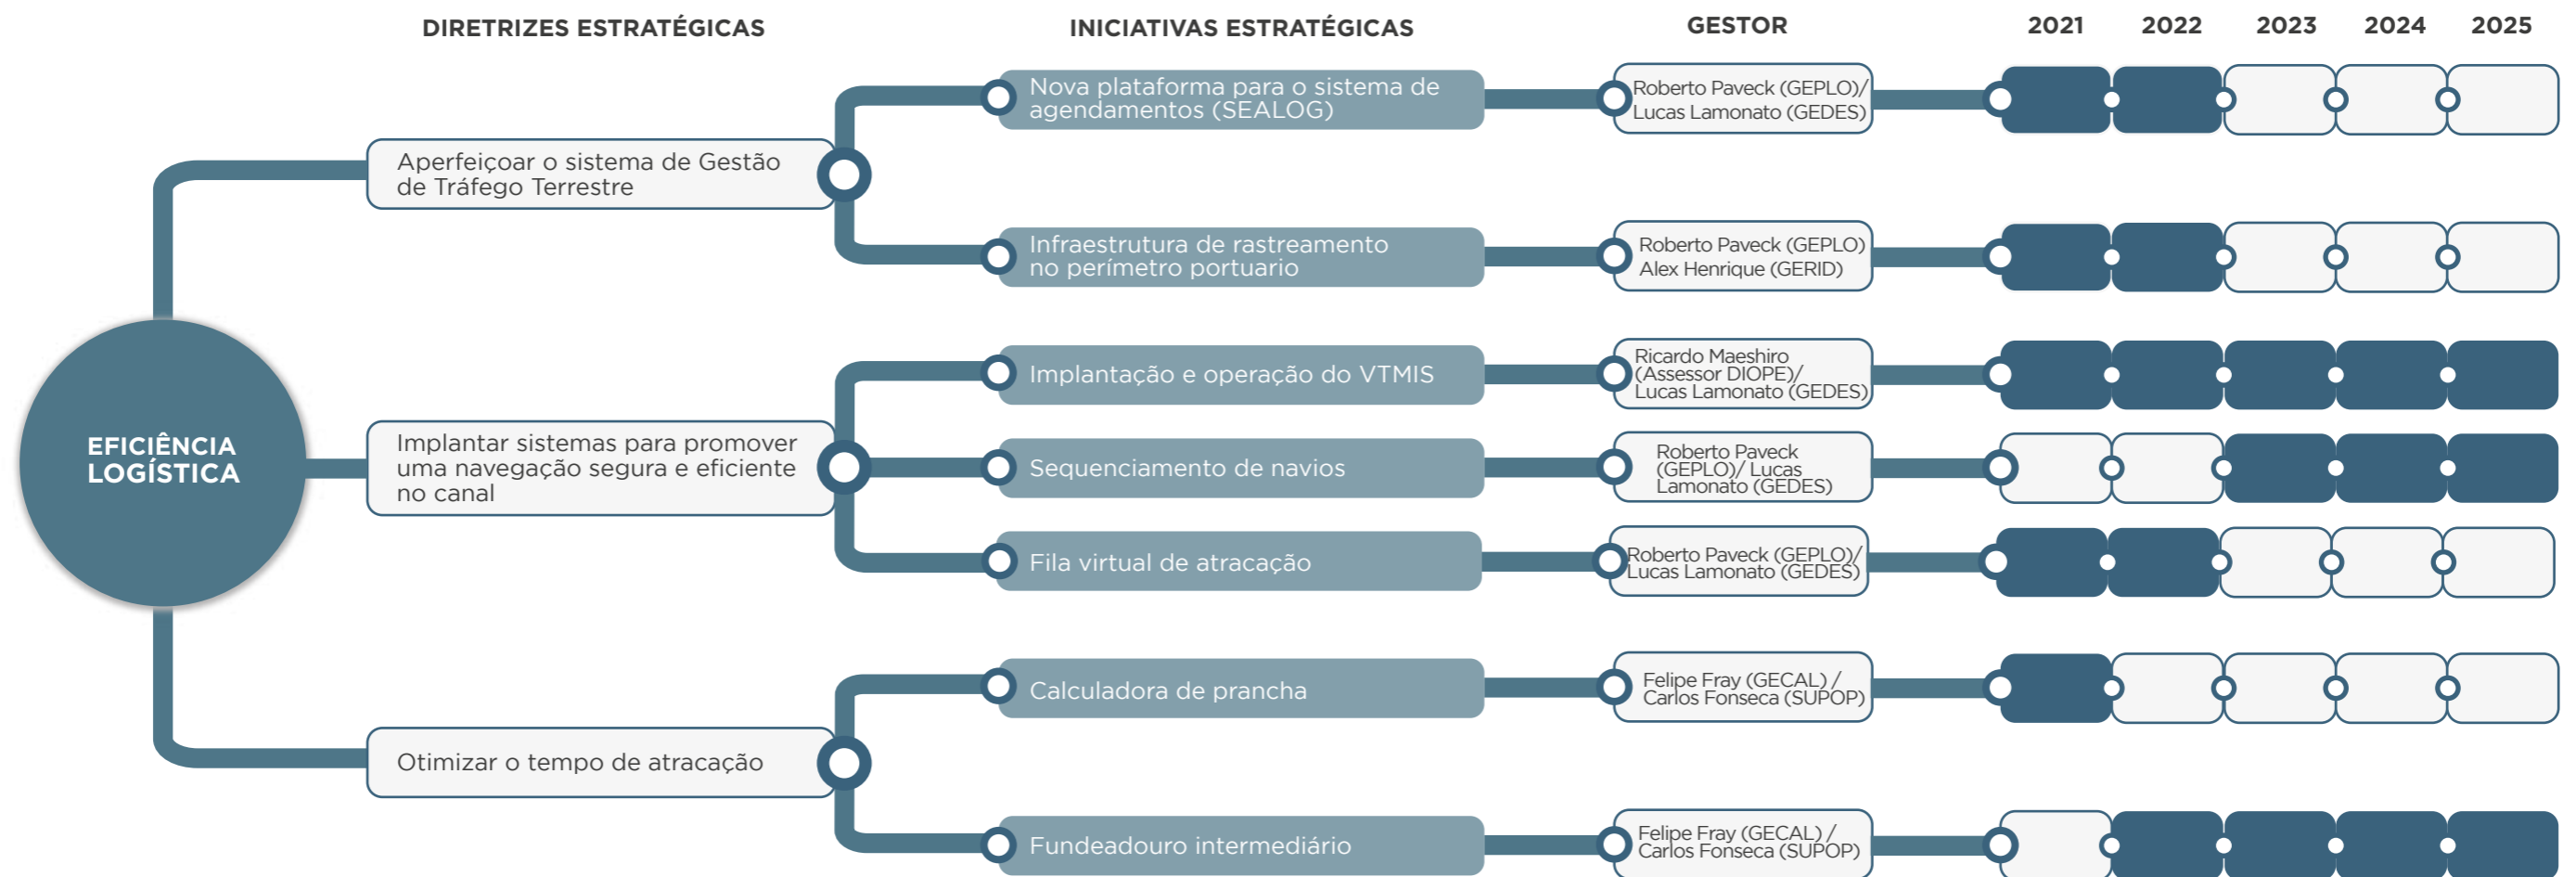 DIRETRIZES ESTRATÉGICAS
INICIATIVAS ESTRATÉGICAS
GESTOR
2021
2022
2023
2024
2025
EFICIÊNCIA
LOGÍSTICA
Aperfeiçoar o sistema de Gestão
de Tráfego Terrestre
Nova plataforma para o sistema de
agendamentos (SEALOG)
Roberto Paveck (GEPLO)/
Lucas Lamonato (GEDES)
Infraestrutura de rastreamento
no perímetro portuario
Roberto Paveck (GEPLO)
Alex Henrique (GERID)
Implantar sistemas para promover
uma navegação segura e eficiente
no canal
Implantação e operação do VTMIS
Ricardo Maeshiro
(Assessor DIOPE)/
Lucas Lamonato (GEDES)
Sequenciamento de navios
Roberto Paveck
(GEPLO)/ Lucas
Lamonato (GEDES)
Fila virtual de atracação
Roberto Paveck (GEPLO)/
Lucas Lamonato (GEDES)
Otimizar o tempo de atracação
Calculadora de prancha
Felipe Fray (GECAL) /
Carlos Fonseca (SUPOP)
Fundeadouro intermediário
Felipe Fray (GECAL) /
Carlos Fonseca (SUPOP)